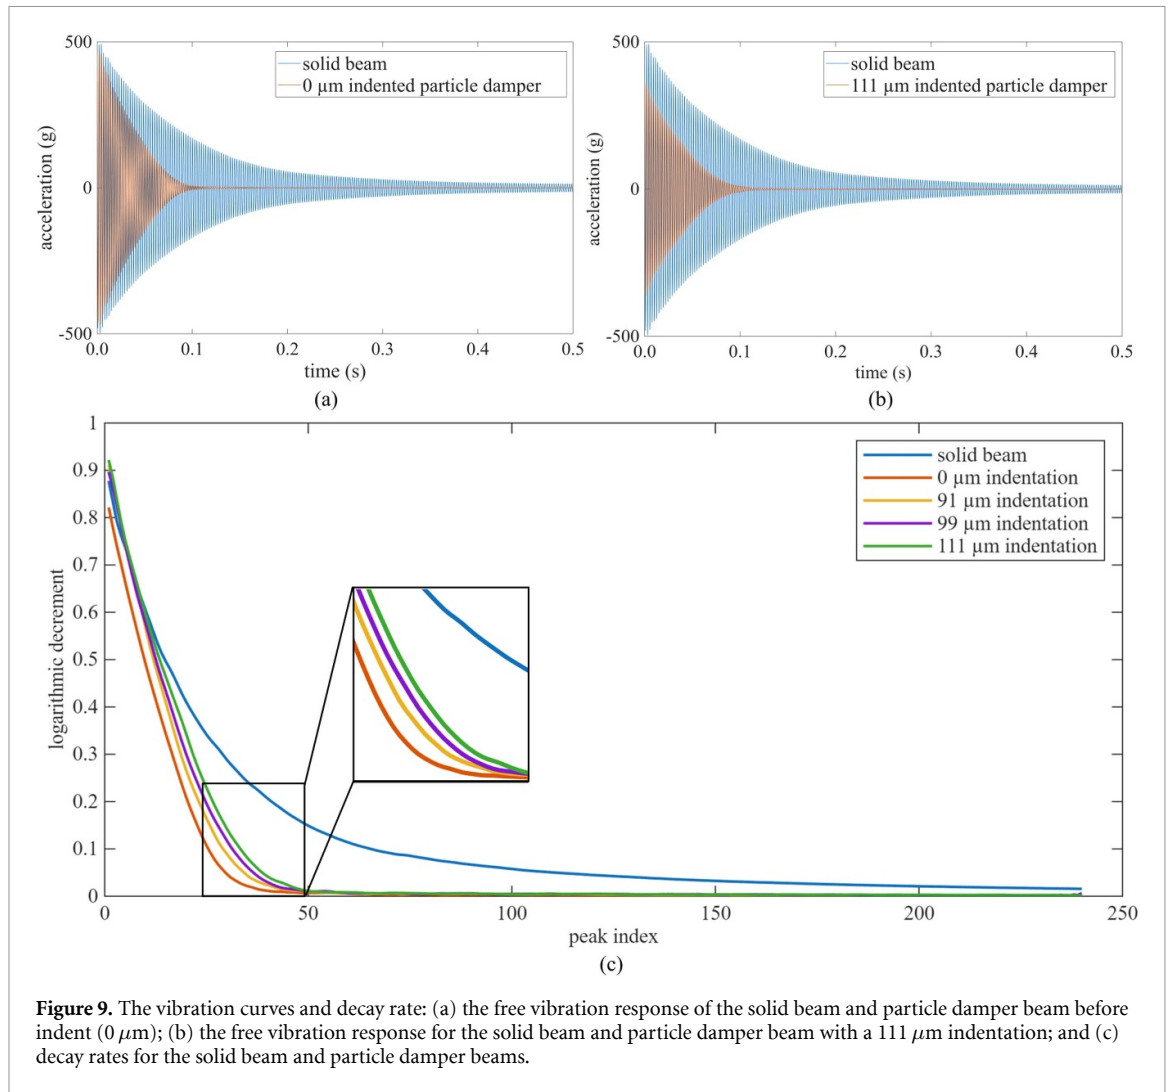 500
solid beam
0 µm indented particle damper
acceleration (g)
0
-500
0.0 0.1 0.2 0.3 0.4 0.5
time (s)
(a)
500
solid beam
111 µm indented particle damper
acceleration (g)
0
-500
0.0 0.1 0.2 0.3 0.4 0.5
time (s)
(b)
1
0.9
0.8
0.7
0.6
0.5
0.4
0.3
0.2
0.1
0
logarithmic decrement
solid beam
0 µm indentation
91 µm indentation
99 µm indentation
111 µm indentation
0 50 100 150 200 250
peak index
(c)
Figure 9. The vibration curves and decay rate: (a) the free vibration response of the solid beam and particle damper beam before
indent (0 µm); (b) the free vibration response for the solid beam and particle damper beam with a 111 µm indentation; and (c)
decay rates for the solid beam and particle damper beams.